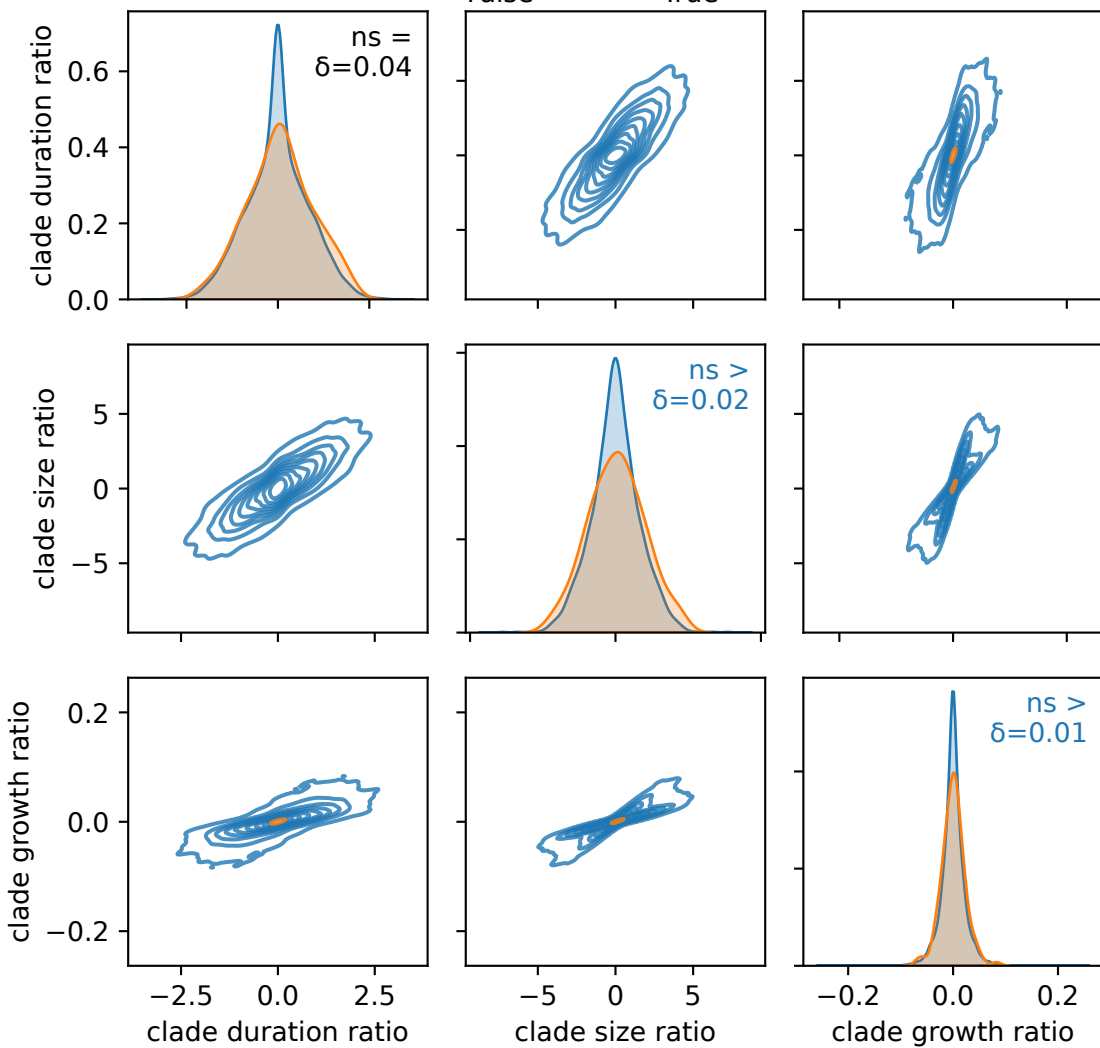 clade duration ratio
0.6
0.4
0.2
0.0
ns =
δ=0.04
clade size ratio
5
0
−5
ns >
δ=0.02
clade growth ratio
0.2
0.0
−0.2
ns >
δ=0.01
−2.5 0.0 2.5
−5 0 5
−0.2 0.0 0.2
clade duration ratio
clade size ratio
clade growth ratio